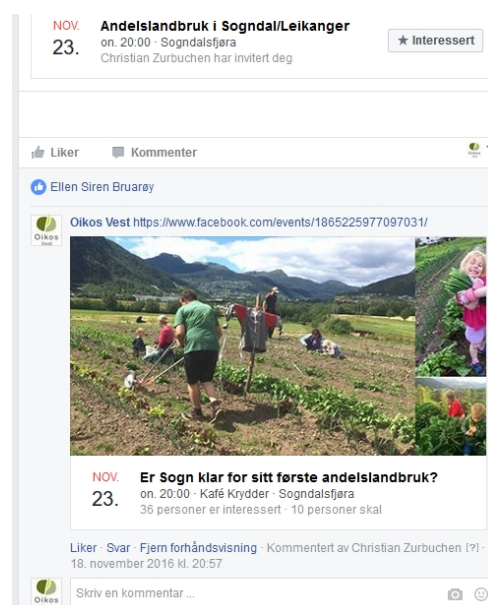 NOV.
23.
Andelslandbruk i Sogndal/Leikanger
on. 20:00 · Sogndalsfjøra
Christian Zurbuchen har invitert deg
★ Interessert
Liker
Kommenter
Ellen Siren Bruarøy
Oikos Vest https://www.facebook.com/events/1865225977097031/
Oikos
NOV.
23.
Er Sogn klar for sitt første andelslandbruk?
on. 20:00 · Kafé Krydder · Sogndalsfjøra
36 personer er interessert · 10 personer skal
Liker · Svar · Fjern forhåndsvisning · Kommentert av Christian Zurbuchen [?] ·
18. november 2016 kl. 20:57
Oikos
Skriv en kommentar ...